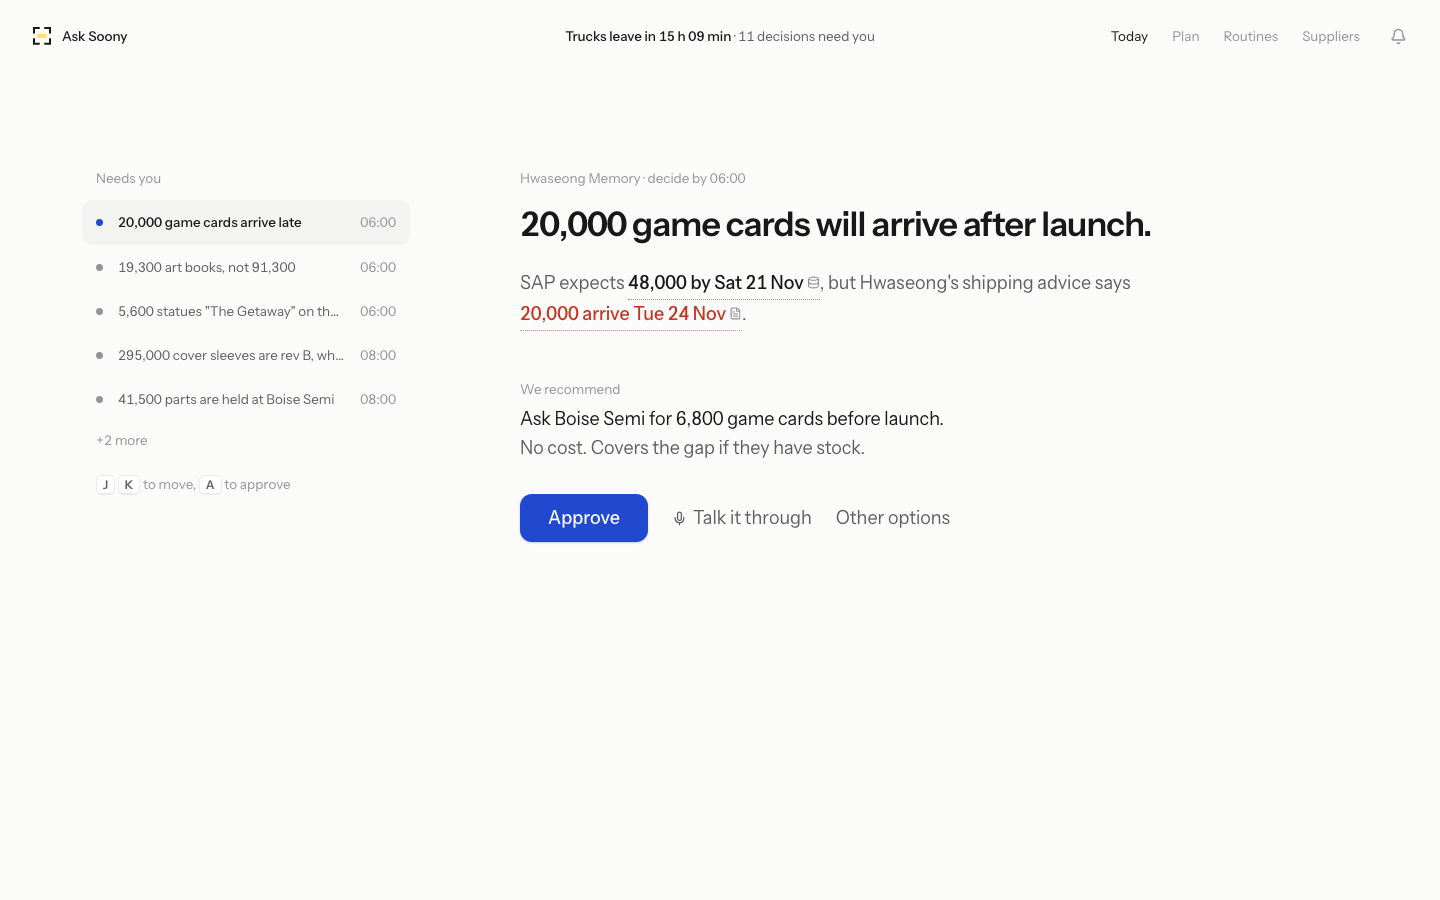 Ask Soony
Trucks leave in 15 h 09 min · 11 decisions need you
Today
Plan
Routines
Suppliers
Needs you
20,000 game cards arrive late 06:00
19,300 art books, not 91,300 06:00
5,600 statues "The Getaway" on th... 06:00
295,000 cover sleeves are rev B, wh... 08:00
41,500 parts are held at Boise Semi 08:00
+2 more
J K to move, A to approve
Hwaseong Memory · decide by 06:00
20,000 game cards will arrive after launch.
SAP expects 48,000 by Sat 21 Nov, but Hwaseong's shipping advice says
20,000 arrive Tue 24 Nov.
We recommend
Ask Boise Semi for 6,800 game cards before launch.
No cost. Covers the gap if they have stock.
Approve
Talk it through
Other options